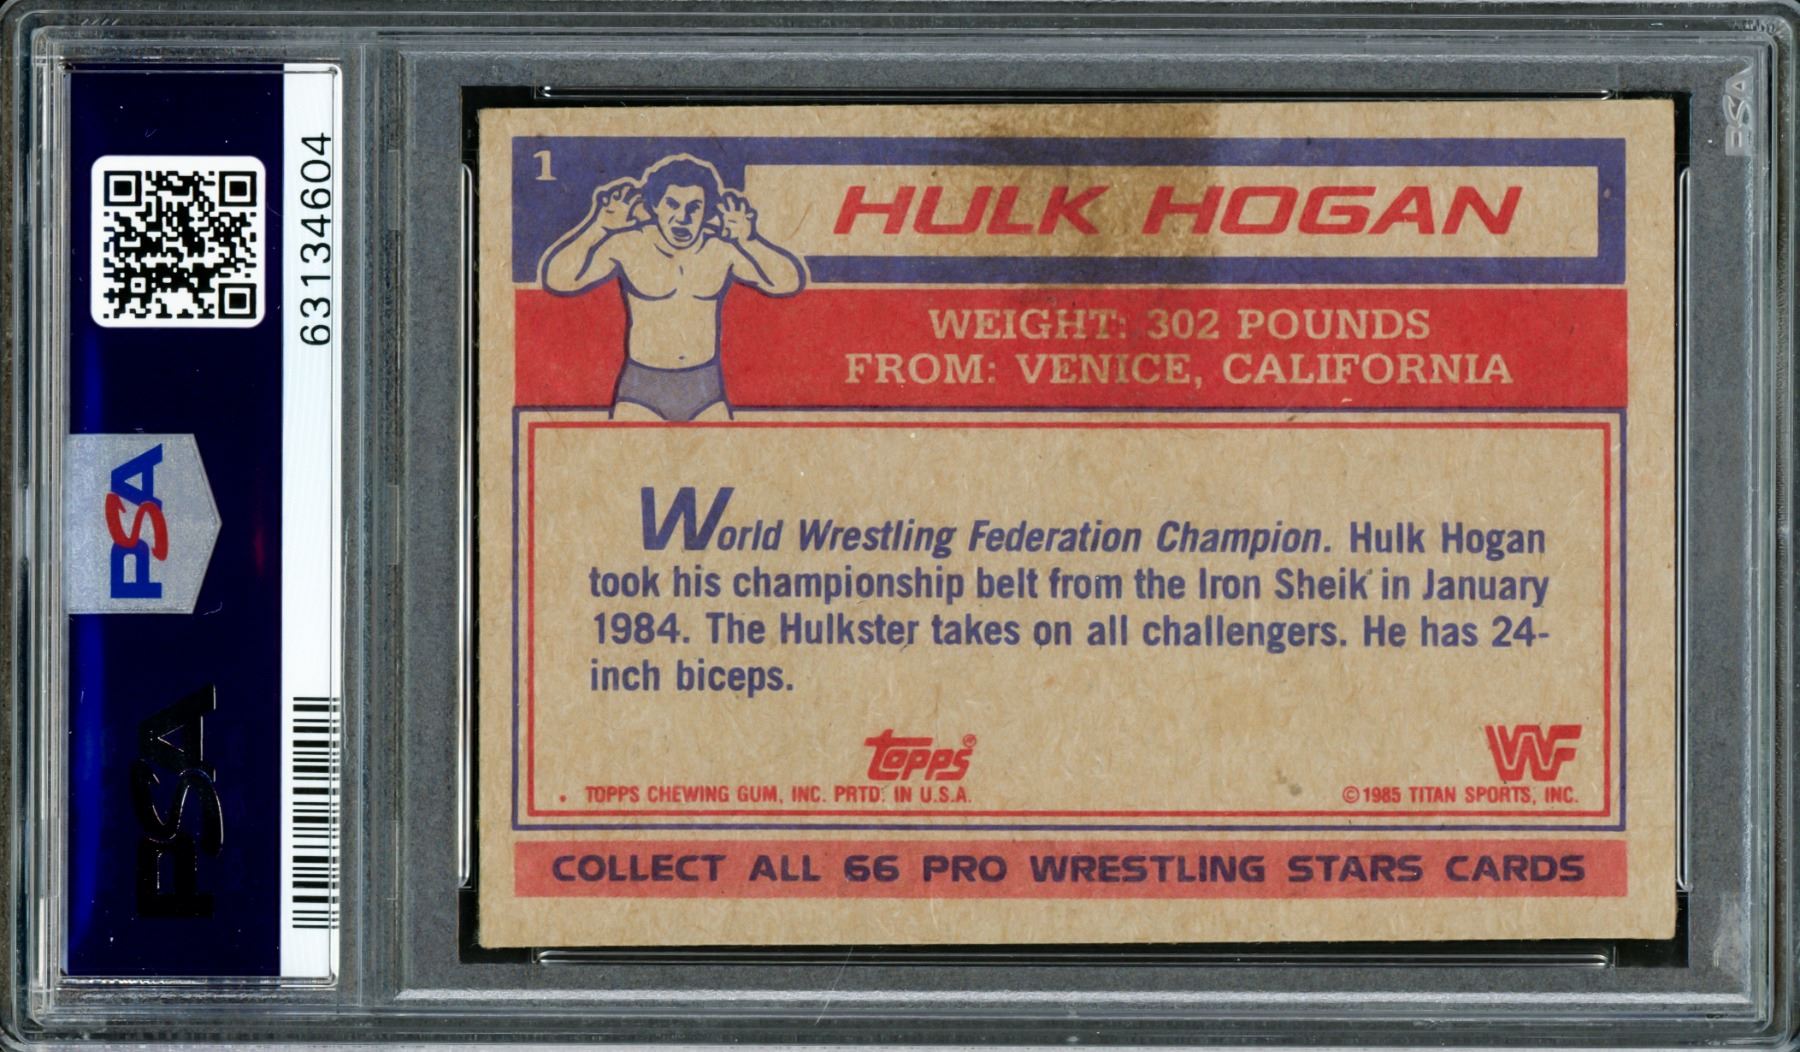 63134604
PSA
PSA
PSA
1
HULK HOGAN
WEIGHT: 302 POUNDS
FROM: VENICE, CALIFORNIA
World Wrestling Federation Champion. Hulk Hogan
took his championship belt from the Iron Sheik in January
1984. The Hulkster takes on all challengers. He has 24-
inch biceps.
topps®
WF
TOPPS CHEWING GUM, INC. PRTD. IN U.S.A.
©1985 TITAN SPORTS, INC.
COLLECT ALL 66 PRO WRESTLING STARS CARDS